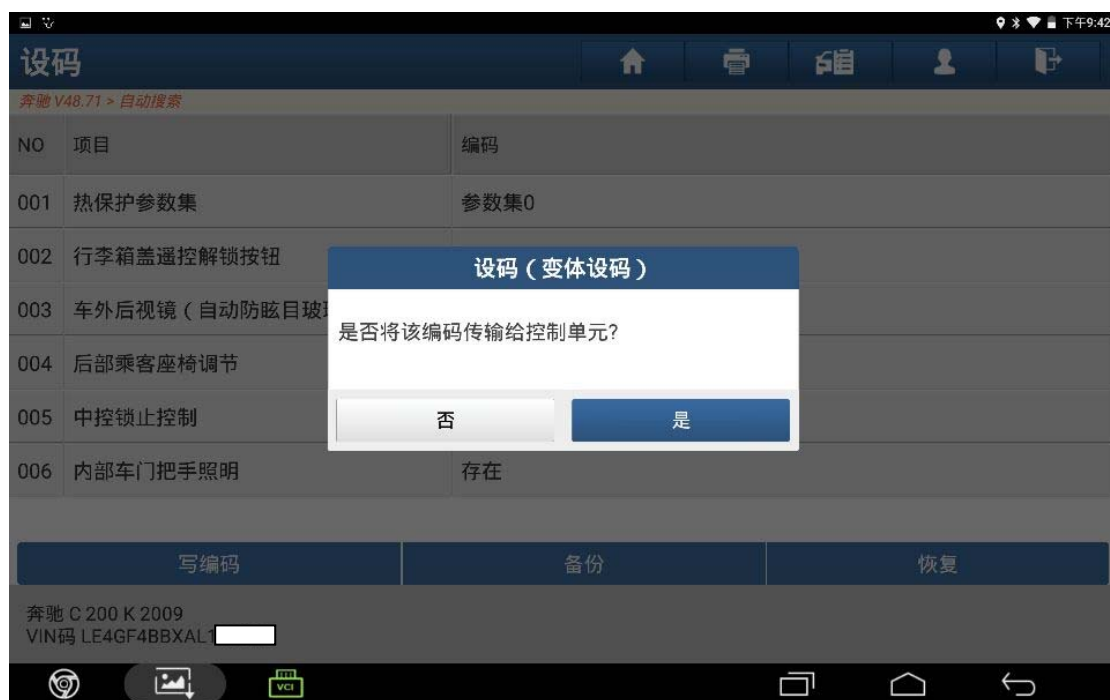 下午9:42
设码
奔驰 V48.71 > 自动搜索
NO 项目 编码
001 热保护参数集 参数集0
002 行李箱盖遥控解锁按钮
003 车外后视镜（自动防眩目玻
004 后部乘客座椅调节
005 中控锁止控制
006 内部车门把手照明 存在
设码（变体设码）
是否将该编码传输给控制单元?
否 是
写编码 备份 恢复
奔驰 C 200 K 2009
VIN码 LE4GF4BBXAL1
VCI